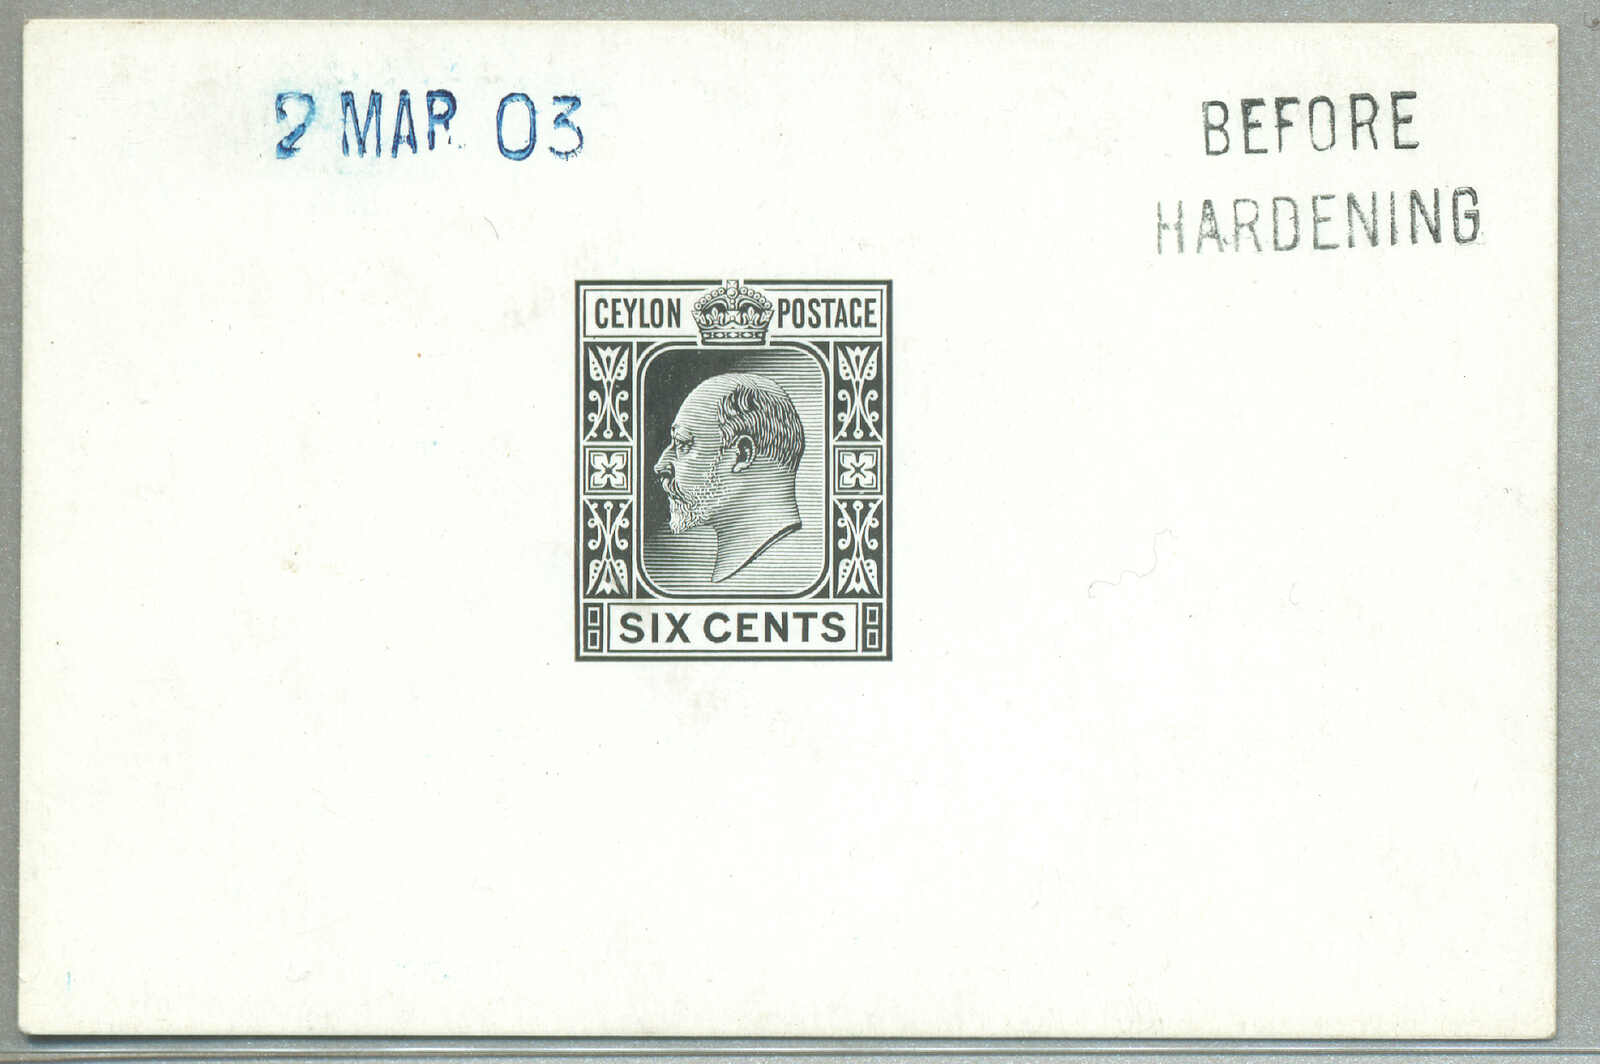 2 MAR 03
BEFORE
HARDENING
CEYLON POSTAGE
SIX CENTS